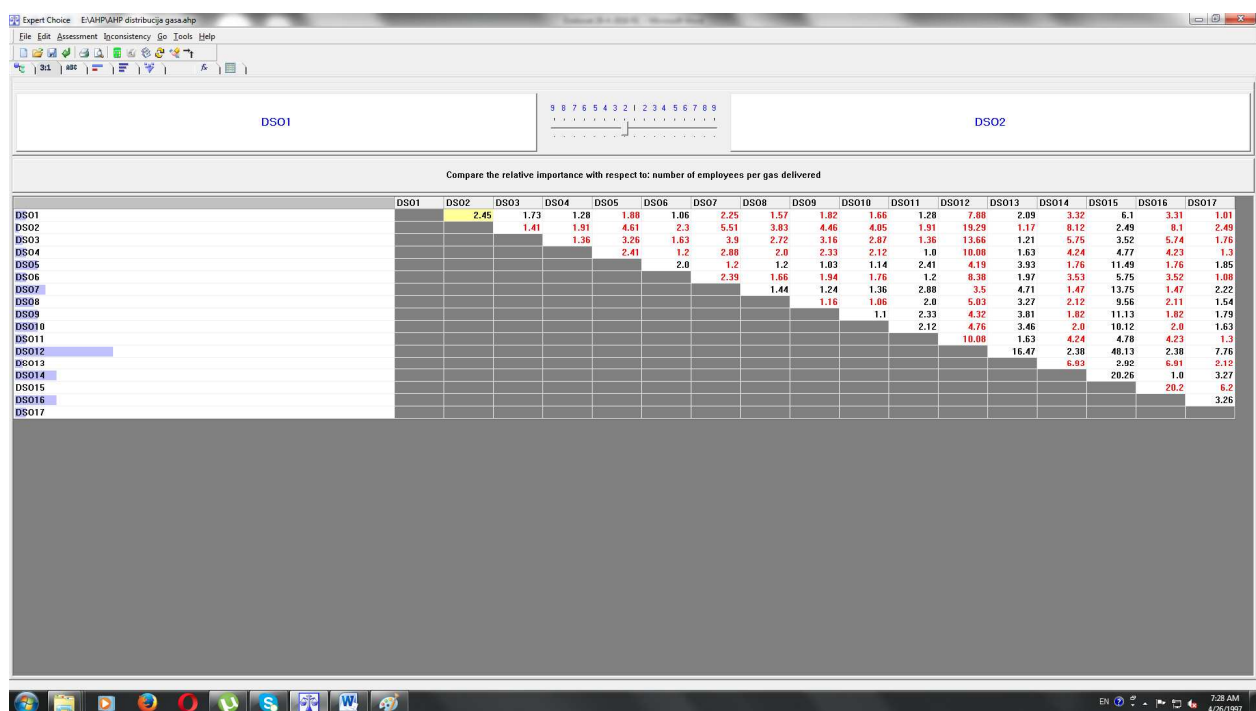 Expert Choice E:\AHP\AHP distribucija gasa.ahp
File Edit Assessment Inconsistency Go Tools Help
3:1 ABC fx
DSO1 9 8 7 6 5 4 3 2 1 2 3 4 5 6 7 8 9 DSO2
Compare the relative importance with respect to: number of employees per gas delivered
DSO1 DSO2 DSO3 DSO4 DSO5 DSO6 DSO7 DSO8 DSO9 DSO10 DSO11 DSO12 DSO13 DSO14 DSO15 DSO16 DSO17
DSO1 2.45 1.73 1.28 1.88 1.06 2.25 1.57 1.82 1.66 1.28 7.88 2.09 3.32 6.1 3.31 1.01
DSO2 1.41 1.91 4.61 2.3 5.51 3.83 4.46 4.05 1.91 19.29 1.17 8.12 2.49 8.1 2.49
DSO3 1.36 3.26 1.63 3.9 2.72 3.16 2.87 1.36 13.66 1.21 5.75 3.52 5.74 1.76
DSO4 2.41 1.2 2.88 2.0 2.33 2.12 1.0 10.08 1.63 4.24 4.77 4.23 1.3
DSO5 2.0 1.2 1.2 1.03 1.14 2.41 4.19 3.93 1.76 11.49 1.76 1.85
DSO6 2.39 1.66 1.94 1.76 1.2 8.38 1.97 3.53 5.75 3.52 1.08
DSO7 1.44 1.24 1.36 2.88 3.5 4.71 1.47 13.75 1.47 2.22
DSO8 1.16 1.06 2.0 5.03 3.27 2.12 9.56 2.11 1.54
DSO9 1.1 2.33 4.32 3.81 1.82 11.13 1.82 1.79
DSO10 2.12 4.76 3.46 2.0 10.12 2.0 1.63
DSO11 10.08 1.63 4.24 4.78 4.23 1.3
DSO12 16.47 2.38 48.13 2.38 7.76
DSO13 6.93 2.92 6.91 2.12
DSO14 20.26 1.0 3.27
DSO15 20.2 6.2
DSO16 3.26
DSO17
EN 7:28 AM
4/26/1997